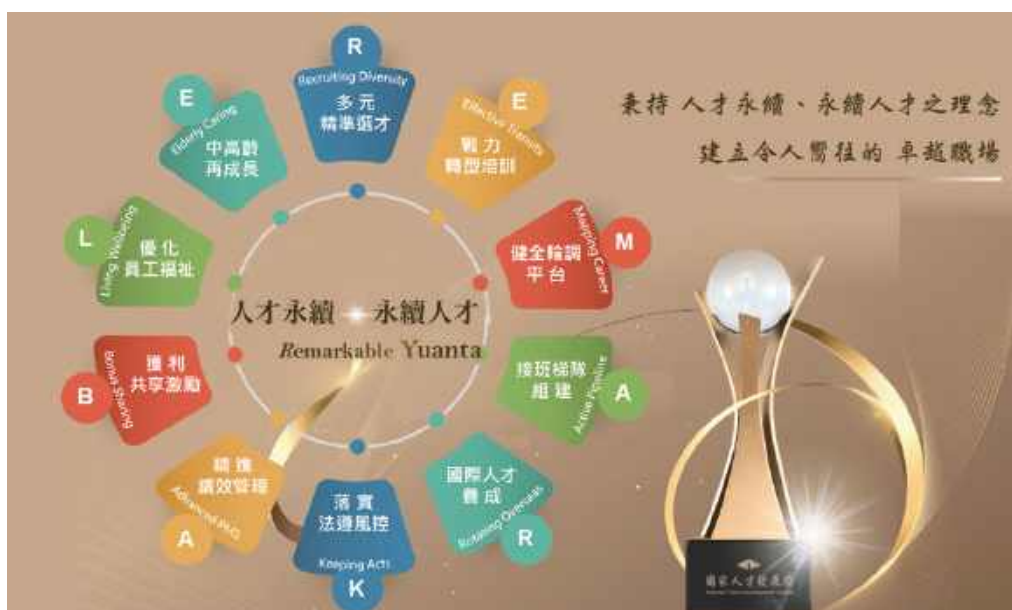 R
Recruiting Diversity
多元
精準選才
E
Effective Transits
戰力
轉型培訓
M
Mapping Career
健全輪調
平台
A
Active Pipeline
接班梯隊
組建
R
Rotating Overseas
國際人才
養成
K
Keeping Acts
落實
法遵風控
A
Advanced
精進
績效管理
B
Bonus Sharing
獲利
共享激勵
L
Living Wellbeing
優化
員工福祉
E
Elderly Caring
中高齡
再成長
人才永續 永續人才
Remarkable Yuanta
秉持 人才永續、永續人才之理念
建立令人嚮往的 卓越職場
國家人才發展獎